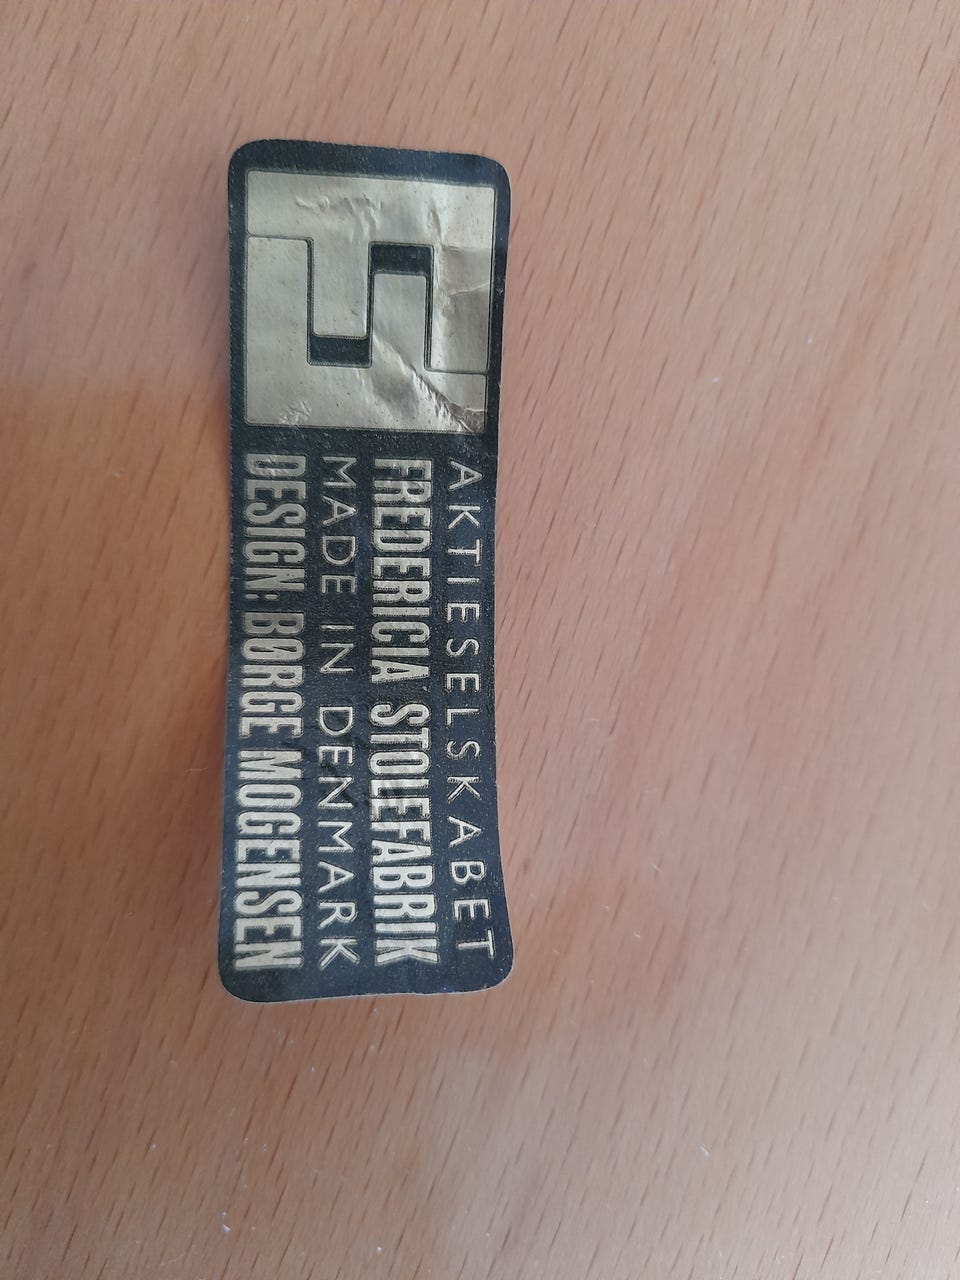 AKTIESELSKABET
FREDERICIA STOLEFABRIK
MADE IN DENMARK
DESIGN: BØRGE MOGENSEN